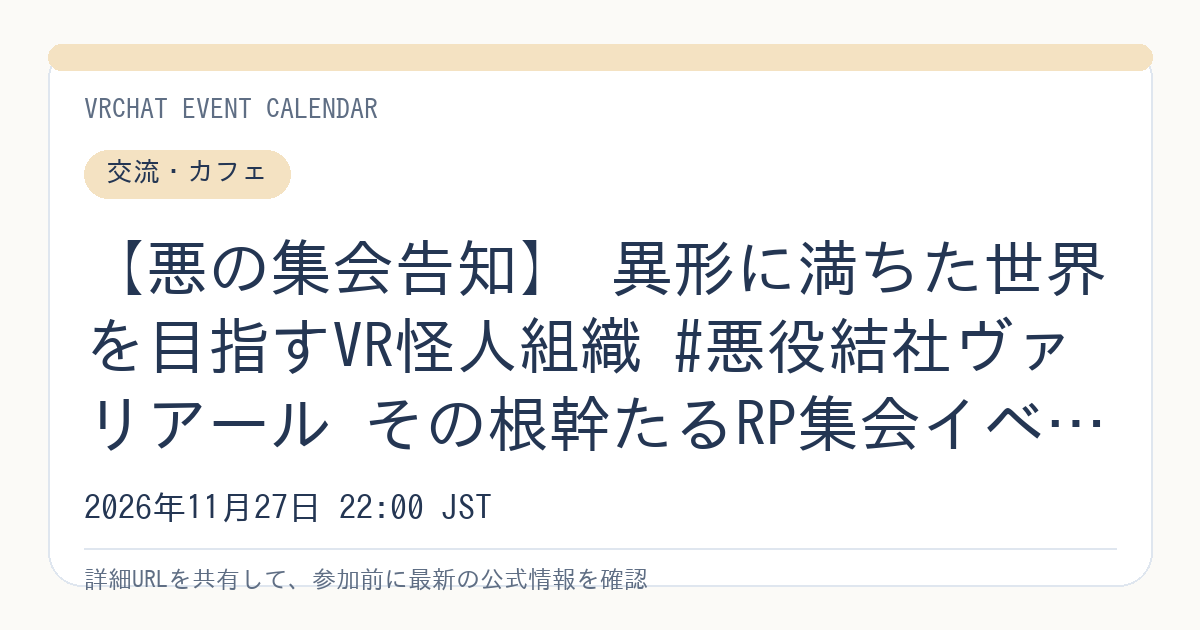 VRCHAT EVENT CALENDAR
交流・カフェ
【悪の集会告知】 異形に満ちた世界
を目指すVR怪人組織 #悪役結社ヴァ
リアール その根幹たるRP集会イベ…
2026年11月27日 22:00 JST
詳細URLを共有して、参加前に最新の公式情報を確認